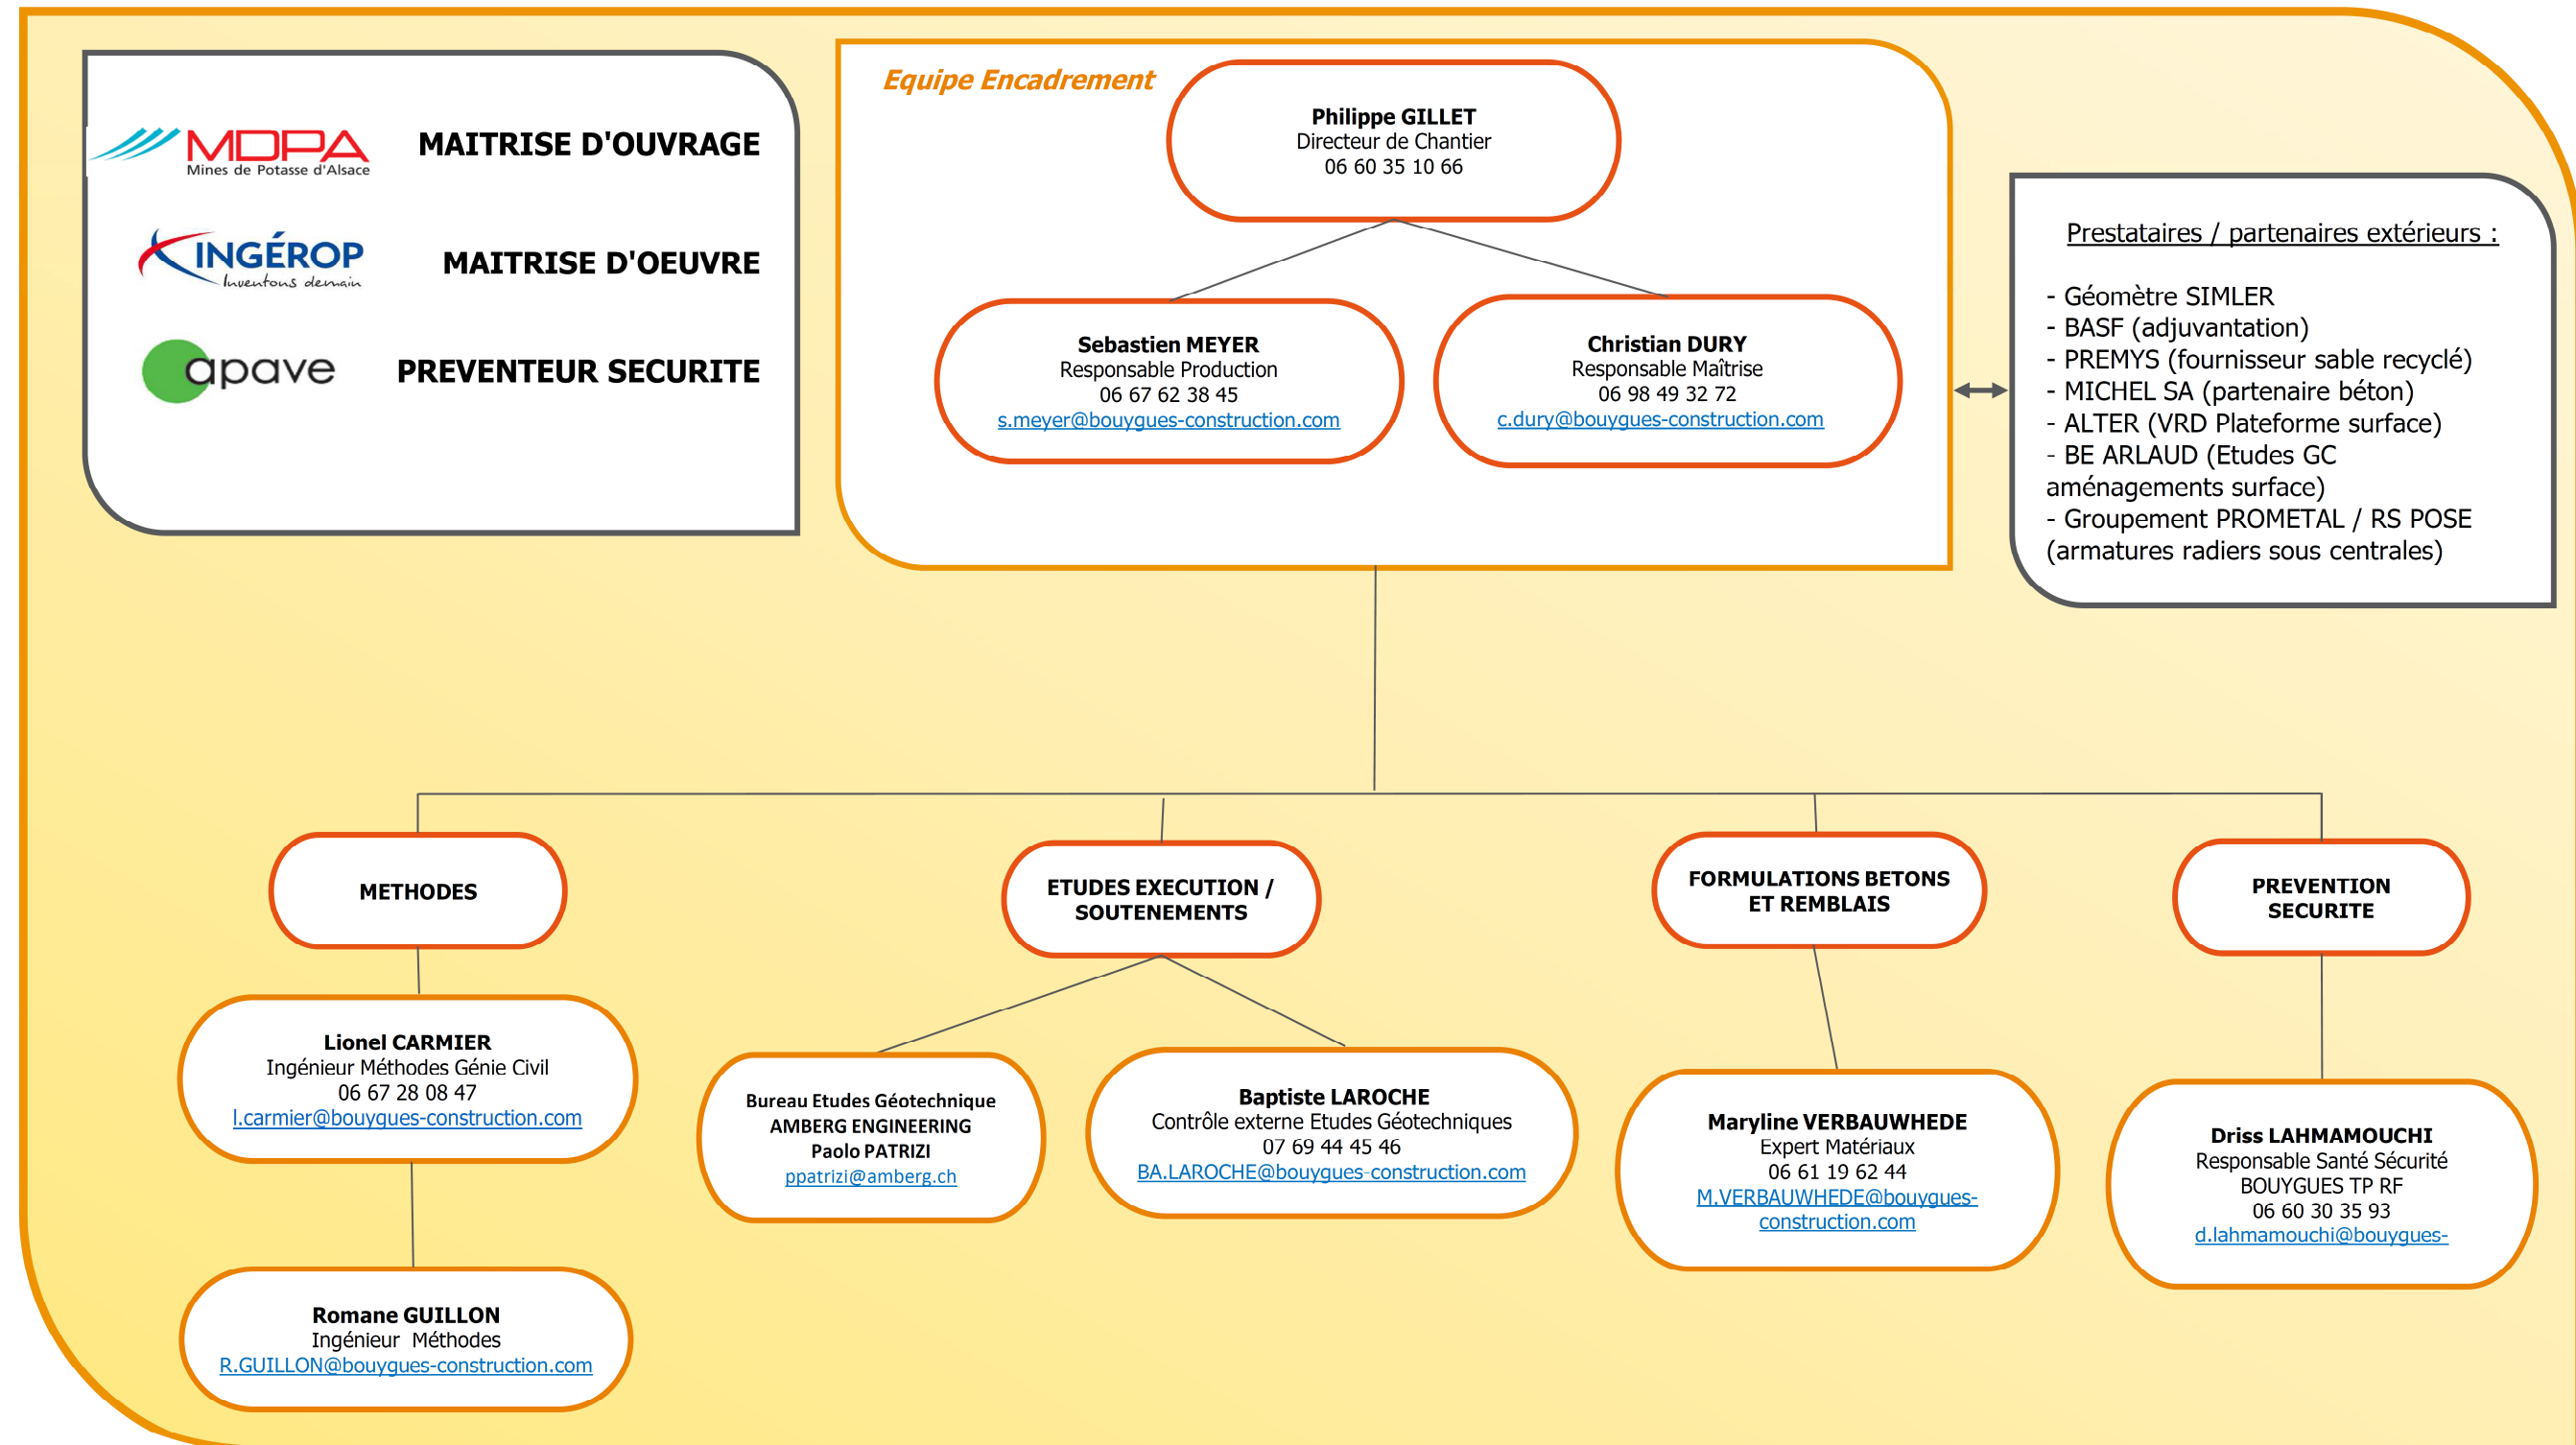 MDPA
Mines de Potasse d'Alsace
MAITRISE D'OUVRAGE
INGÉROP
Inventons demain
MAITRISE D'OEUVRE
apave
PREVENTEUR SECURITE
Equipe Encadrement
Philippe GILLET
Directeur de Chantier
06 60 35 10 66
Sebastien MEYER
Responsable Production
06 67 62 38 45
s.meyer@bouygues-construction.com
Christian DURY
Responsable Maîtrise
06 98 49 32 72
c.dury@bouygues-construction.com
Prestataires / partenaires extérieurs :
- Géomètre SIMLER
- BASF (adjuvantation)
- PREMYS (fournisseur sable recyclé)
- MICHEL SA (partenaire béton)
- ALTER (VRD Plateforme surface)
- BE ARLAUD (Etudes GC
aménagements surface)
- Groupement PROMETAL / RS POSE
(armatures radiers sous centrales)
METHODES
Lionel CARMIER
Ingénieur Méthodes Génie Civil
06 67 28 08 47
l.carmier@bouygues-construction.com
Romane GUILLON
Ingénieur  Méthodes
R.GUILLON@bouygues-construction.com
ETUDES EXECUTION /
SOUTENEMENTS
Bureau Etudes Géotechnique
AMBERG ENGINEERING
Paolo PATRIZI
ppatrizi@amberg.ch
Baptiste LAROCHE
Contrôle externe Etudes Géotechniques
07 69 44 45 46
BA.LAROCHE@bouygues-construction.com
FORMULATIONS BETONS
ET REMBLAIS
Maryline VERBAUWHEDE
Expert Matériaux
06 61 19 62 44
M.VERBAUWHEDE@bouygues-
construction.com
PREVENTION
SECURITE
Driss LAHMAMOUCHI
Responsable Santé Sécurité
BOUYGUES TP RF
06 60 30 35 93
d.lahmamouchi@bouygues-